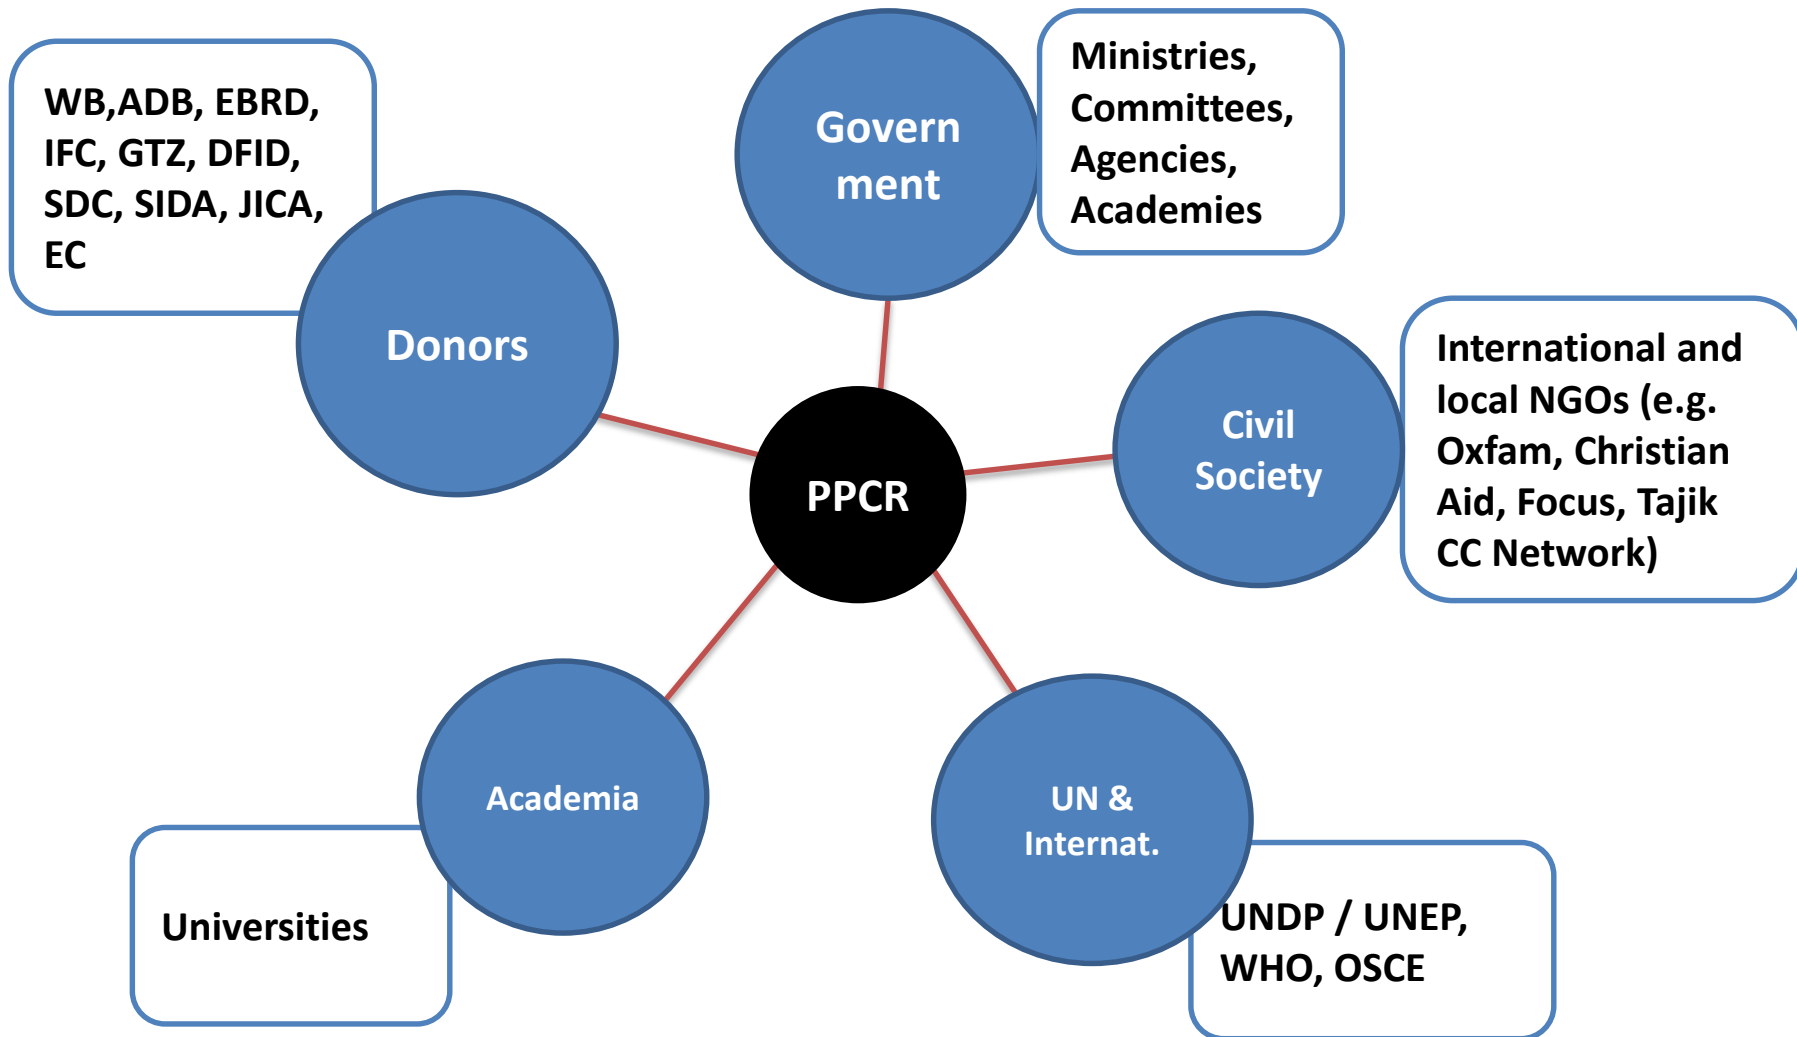 WB,ADB, EBRD,
IFC, GTZ, DFID,
SDC, SIDA, JICA,
EC
Donors
Govern
ment
Ministries,
Committees,
Agencies,
Academies
Civil
Society
International and
local NGOs (e.g.
Oxfam, Christian
Aid, Focus, Tajik
CC Network)
PPCR
Academia
Universities
UN &
Internat.
UNDP / UNEP,
WHO, OSCE